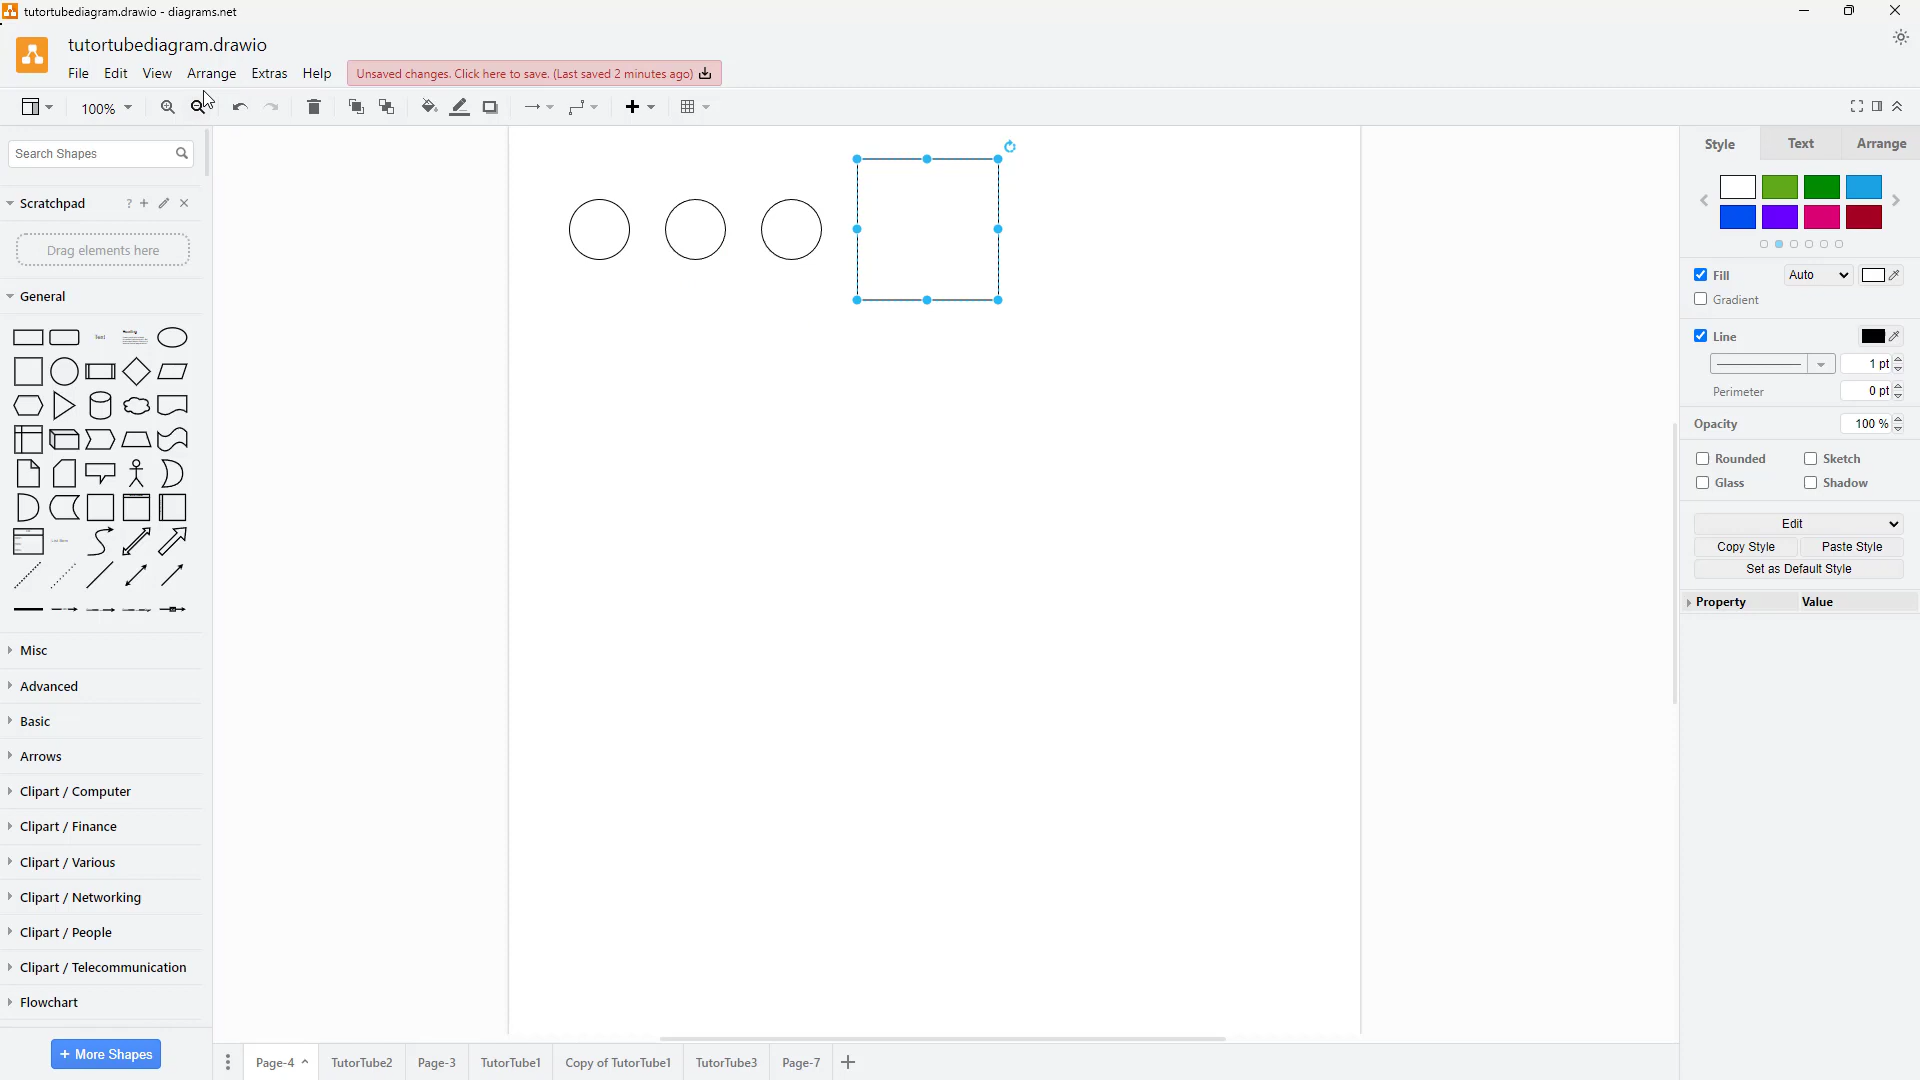 tutortubediagram.drawio - diagrams.net
tutortubediagram.drawio
File Edit View Arrange Extras Help
Unsaved changes. Click here to save. (Last saved 2 minutes ago)
100%
Search Shapes
Scratchpad
?
Drag elements here
General
Text
Heading
Misc
Advanced
Basic
Arrows
Clipart / Computer
Clipart / Finance
Clipart / Various
Clipart / Networking
Clipart / People
Clipart / Telecommunication
Flowchart
+ More Shapes
Page-4 TutorTube2 Page-3 TutorTube1 Copy of TutorTube1 TutorTube3 Page-7
Style Text Arrange
Fill Auto
Gradient
Line
1 pt
Perimeter 0 pt
Opacity 100 %
Rounded Sketch
Glass Shadow
Edit
Copy Style Paste Style
Set as Default Style
Property Value